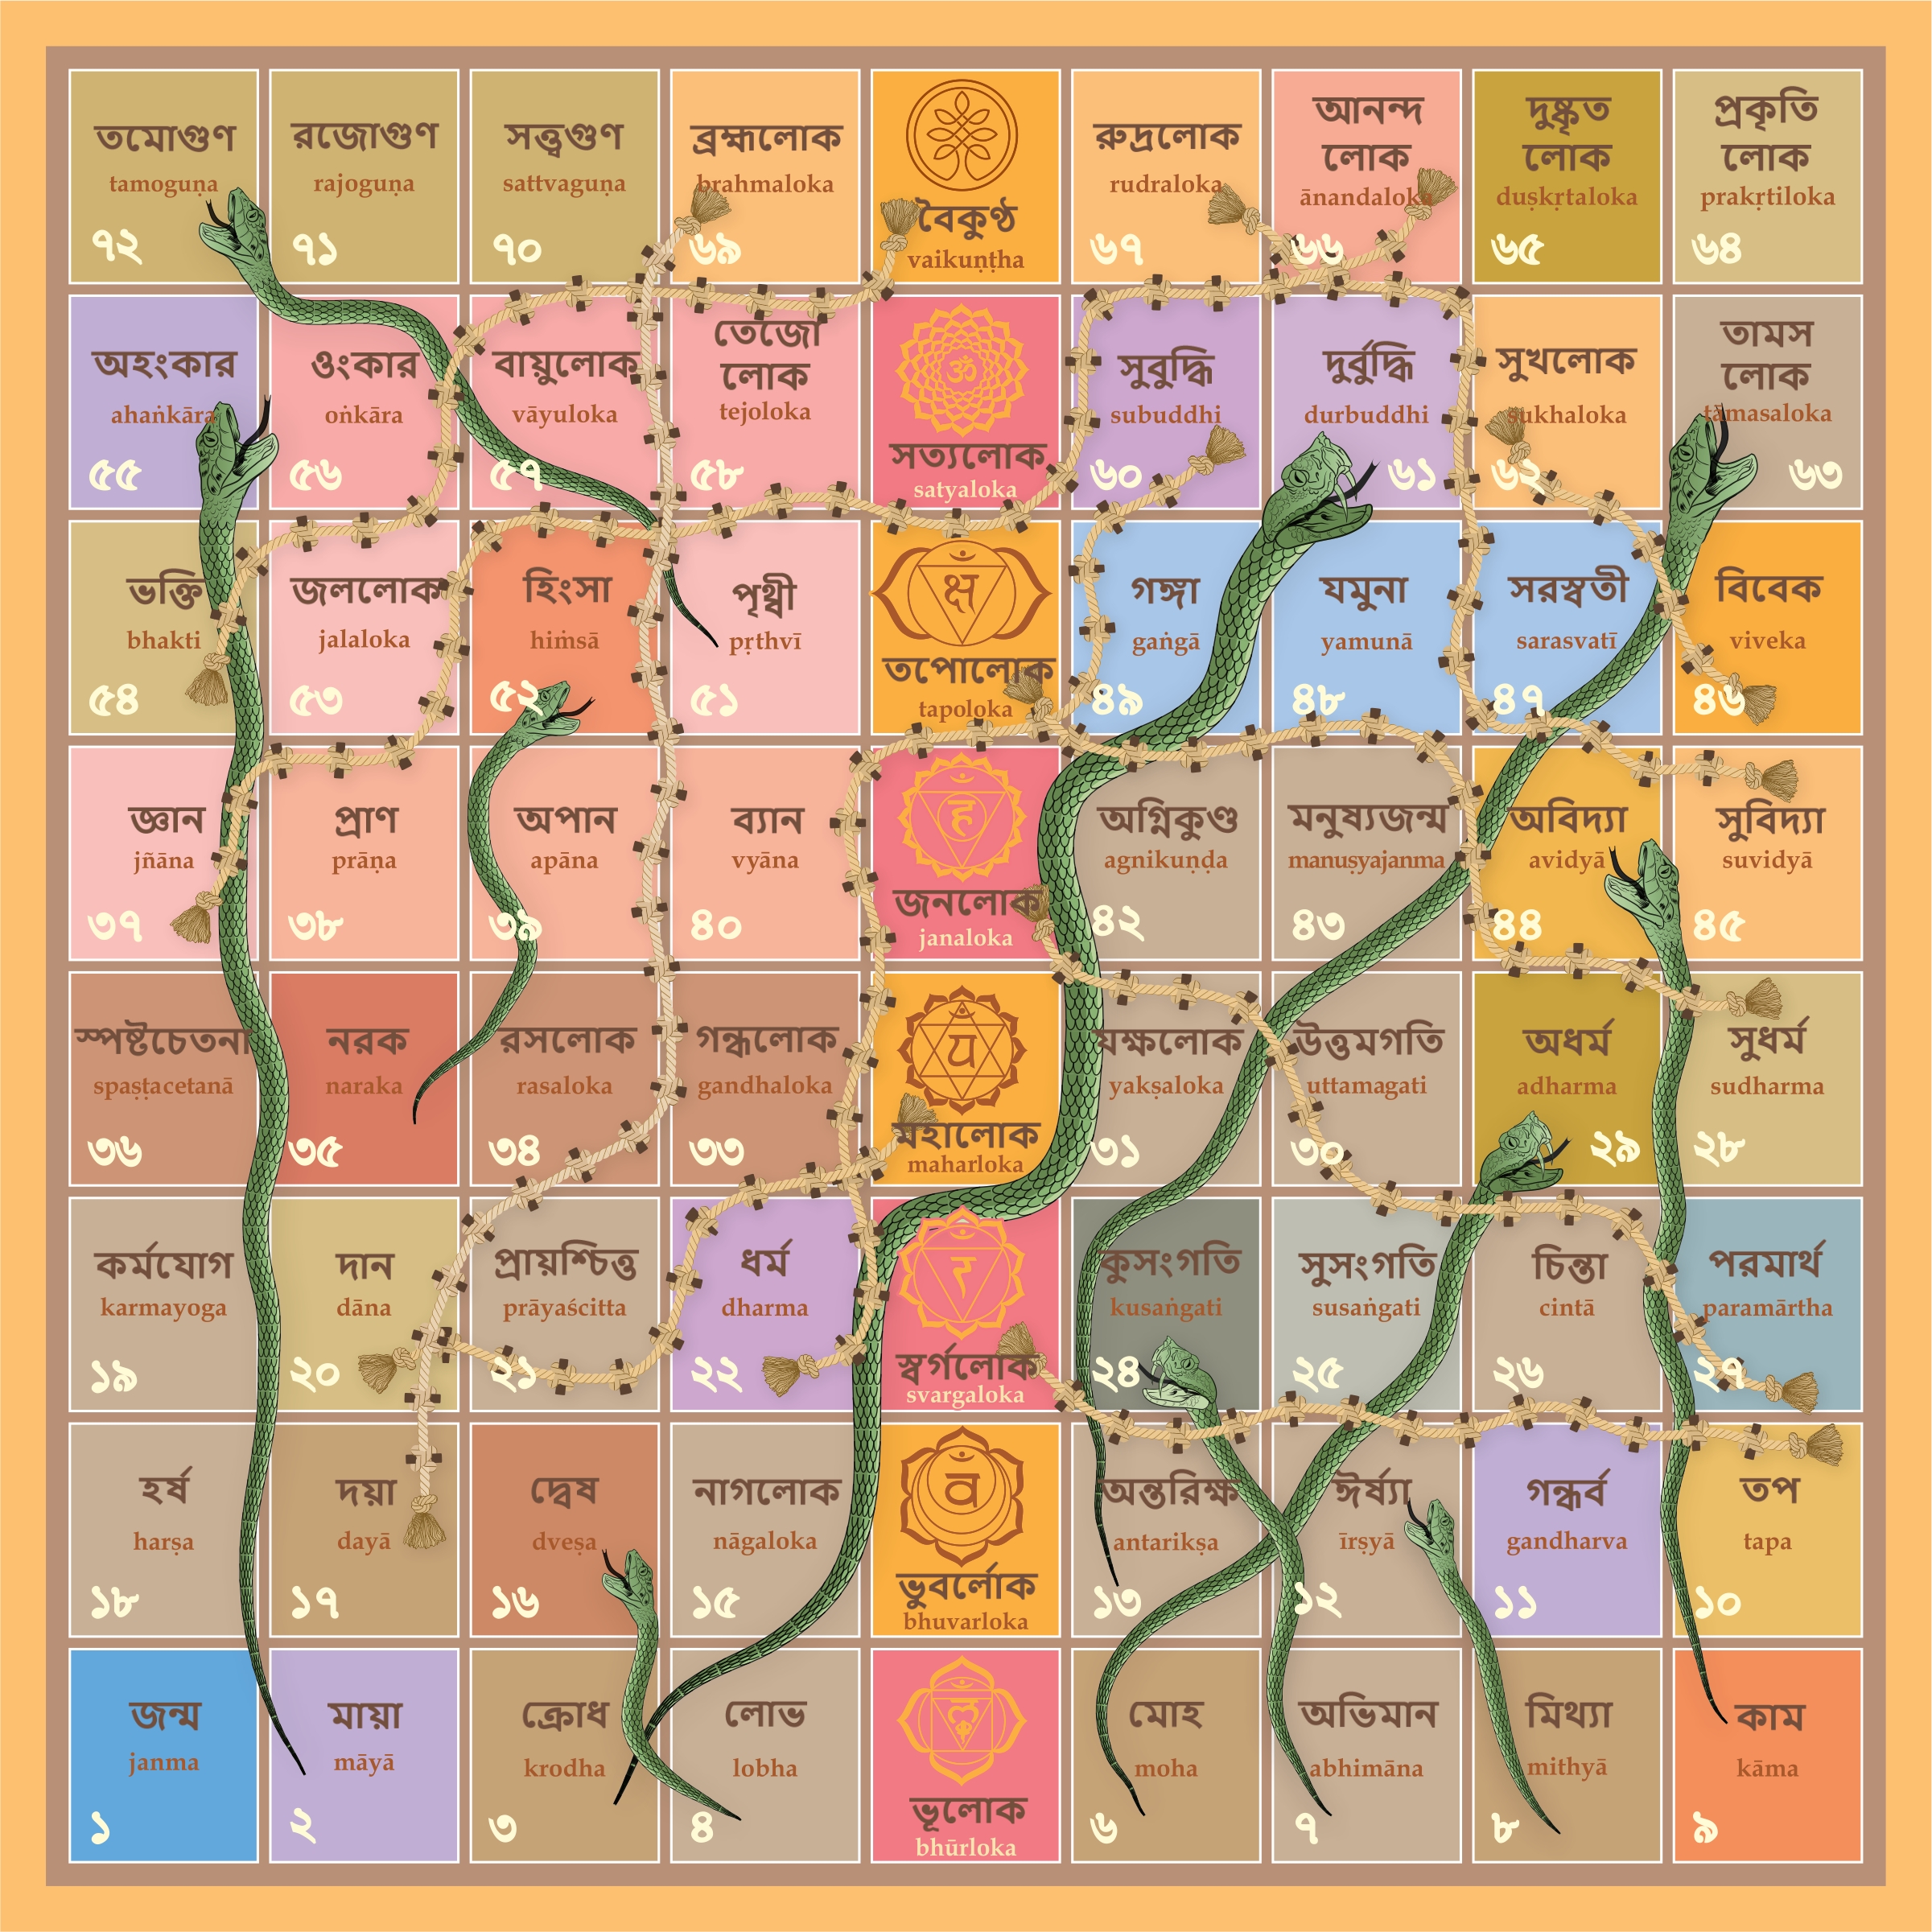 তমোগুণ
tamoguṇa
৭২
রজোগুণ
rajoguṇa
৭১
সত্ত্বগুণ
sattvaguṇa
৭০
ব্রহ্মলোক
brahmaloka
৬৯
বৈকুণ্ঠ
vaikuṇṭha
রুদ্রলোক
rudraloka
৬৭
আনন্দ
লোক
ānandaloka
৬৬
দুষ্কৃত
লোক
duṣkṛtaloka
৬৫
প্রকৃতি
লোক
prakṛtiloka
৬৪
অহংকার
ahaṅkāra
৫৫
ওংকার
oṅkāra
৫৬
বায়ুলোক
vāyuloka
৫৭
তেজো
লোক
tejoloka
৫৮
ॐ
সত্যলোক
satyaloka
সুবুদ্ধি
subuddhi
৬০
দুর্বুদ্ধি
durbuddhi
৬১
সুখলোক
sukhaloka
৬২
তামস
লোক
tāmasaloka
৬৩
ভক্তি
bhakti
৫৪
জললোক
jalaloka
৫৩
হিংসা
hiṁsā
৫২
পৃথ্বী
pṛthvī
৫১
क्ष
তপোলোক
tapoloka
গঙ্গা
gaṅgā
৪৯
যমুনা
yamunā
৪৮
সরস্বতী
sarasvatī
৪৭
বিবেক
viveka
৪৬
জ্ঞান
jñāna
৩৭
প্রাণ
prāṇa
৩৮
অপান
apāna
৩৯
ব্যান
vyāna
৪০
ह
জনলোক
janaloka
অগ্নিকুণ্ড
agnikuṇḍa
৪২
মনুষ্যজন্ম
manuṣyajanma
৪৩
অবিদ্যা
avidyā
৪৪
সুবিদ্যা
suvidyā
৪৫
স্পষ্টচেতনা
spaṣṭacetanā
৩৬
নরক
naraka
৩৫
রসলোক
rasaloka
৩৪
গন্ধলোক
gandhaloka
৩৩
य
মহালোক
maharloka
যক্ষলোক
yakṣaloka
৩১
উত্তমগতি
uttamagati
৩০
অধর্ম
adharma
২৯
সুধর্ম
sudharma
২৮
কর্মযোগ
karmayoga
১৯
দান
dāna
২০
প্রায়শ্চিত্ত
prāyaścitta
২১
ধর্ম
dharma
২২
र
স্বর্গলোক
svargaloka
কুসংগতি
kusaṅgati
২৪
সুসংগতি
susaṅgati
২৫
চিন্তা
cintā
২৬
পরমার্থ
paramārtha
২৭
হর্ষ
harṣa
১৮
দয়া
dayā
১৭
দ্বেষ
dveṣa
১৬
নাগলোক
nāgaloka
১৫
व
ভুবর্লোক
bhuvarloka
অন্তরিক্ষ
antarikṣa
১৩
ঈর্ষ্যা
īrṣyā
১২
গন্ধর্ব
gandharva
১১
তপ
tapa
১০
জন্ম
janma
১
মায়া
māyā
২
ক্রোধ
krodha
৩
লোভ
lobha
৪
ভূলোক
bhūrloka
মোহ
moha
৬
অভিমান
abhimāna
৭
মিথ্যা
mithyā
৮
কাম
kāma
৯